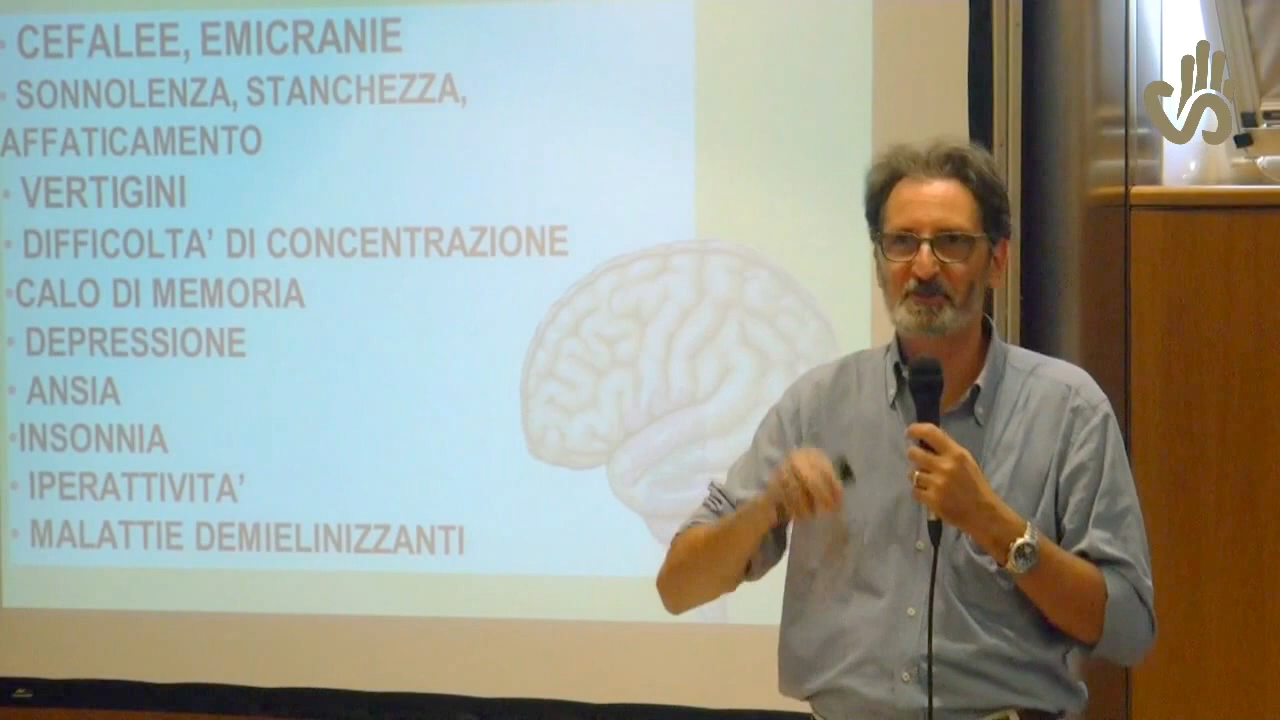 • CEFALEE, EMICRANIE
• SONNOLENZA, STANCHEZZA,
AFFATICAMENTO
• VERTIGINI
• DIFFICOLTA’ DI CONCENTRAZIONE
•CALO DI MEMORIA
• DEPRESSIONE
• ANSIA
•INSONNIA
• IPERATTIVITA’
• MALATTIE DEMIELINIZZANTI